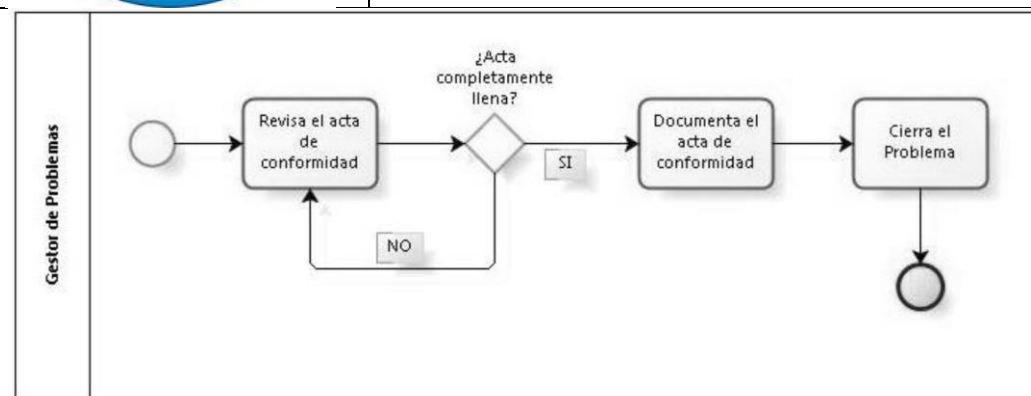 Gestor de Problemas
¿Acta
completamente
llena?
Revisa el acta
de
conformidad
SI
NO
Documenta el
acta de
conformidad
Cierra el
Problema